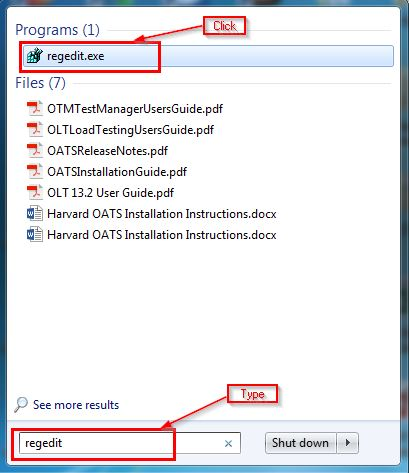 Click
Programs (1)
regedit.exe
Files (7)
OTMTestManagerUsersGuide.pdf
OLTLoadTestingUsersGuide.pdf
OATSReleaseNotes.pdf
OATSInstallationGuide.pdf
OLT 13.2 User Guide.pdf
Harvard OATS Installation Instructions.docx
Harvard OATS Installation Instructions.docx
See more results
Type
regedit
Shut down